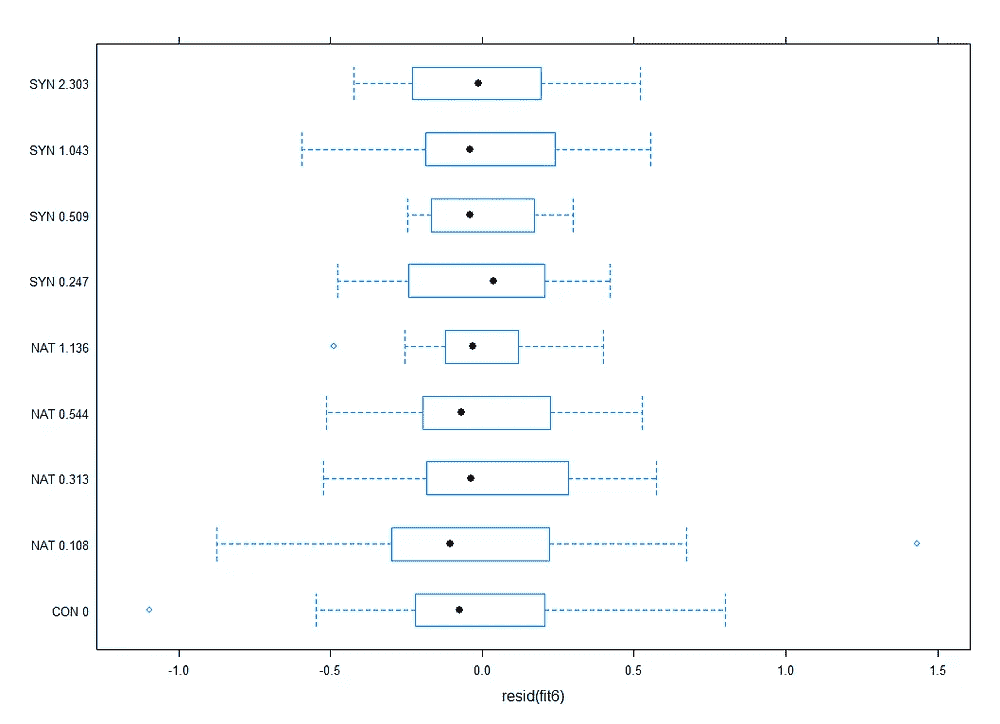 SYN 2.303
SYN 1.043
SYN 0.509
SYN 0.247
NAT 1.136
NAT 0.544
NAT 0.313
NAT 0.108
CON 0
-1.0 -0.5 0.0 0.5 1.0 1.5
resid(fit6)